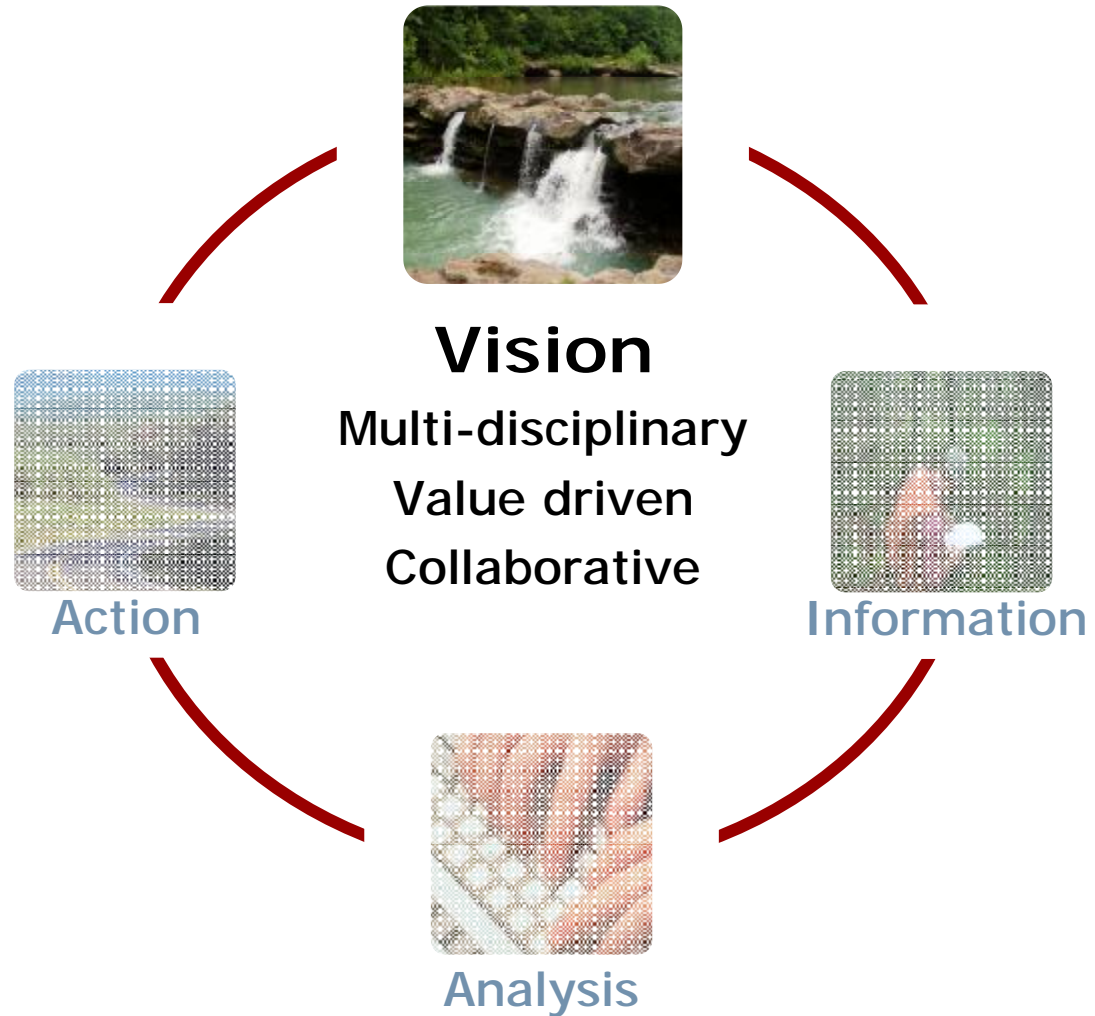 Vision
Multi-disciplinary
Value driven
Collaborative
Action
Information
Analysis